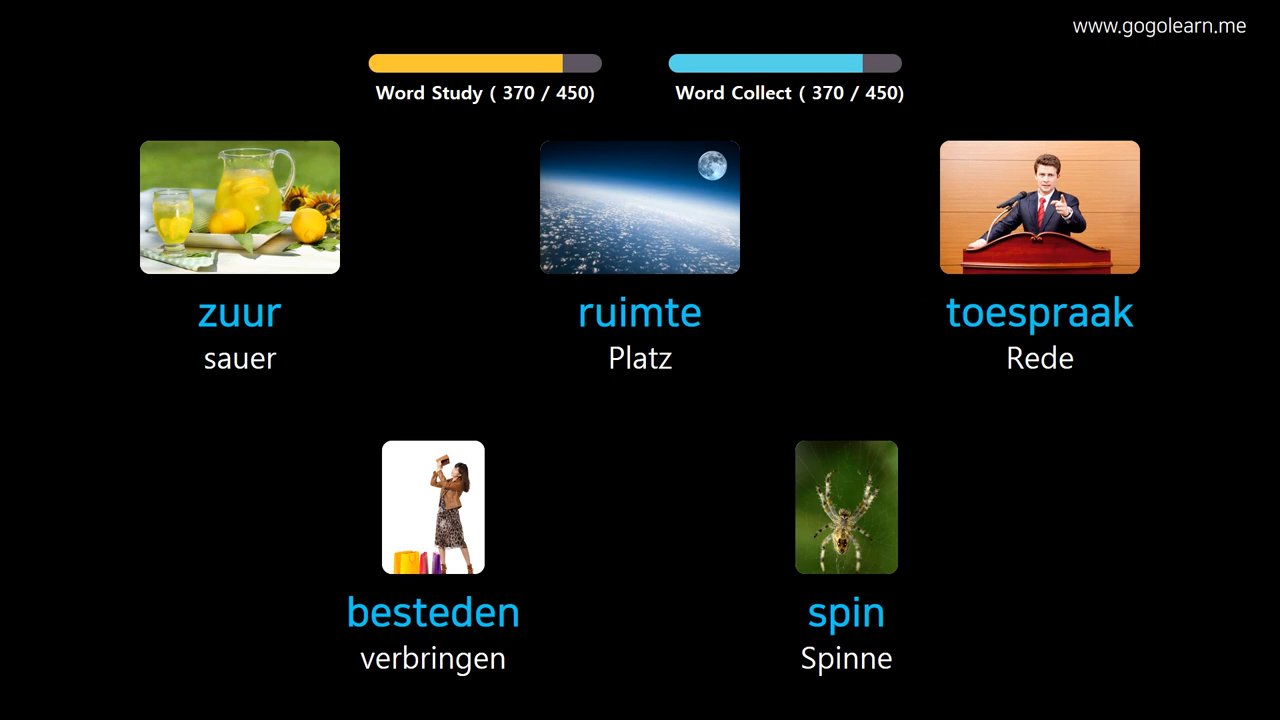 www.gogolearn.me
Word Study ( 370 / 450)
Word Collect ( 370 / 450)
zuur
sauer
ruimte
Platz
toespraak
Rede
besteden
verbringen
spin
Spinne